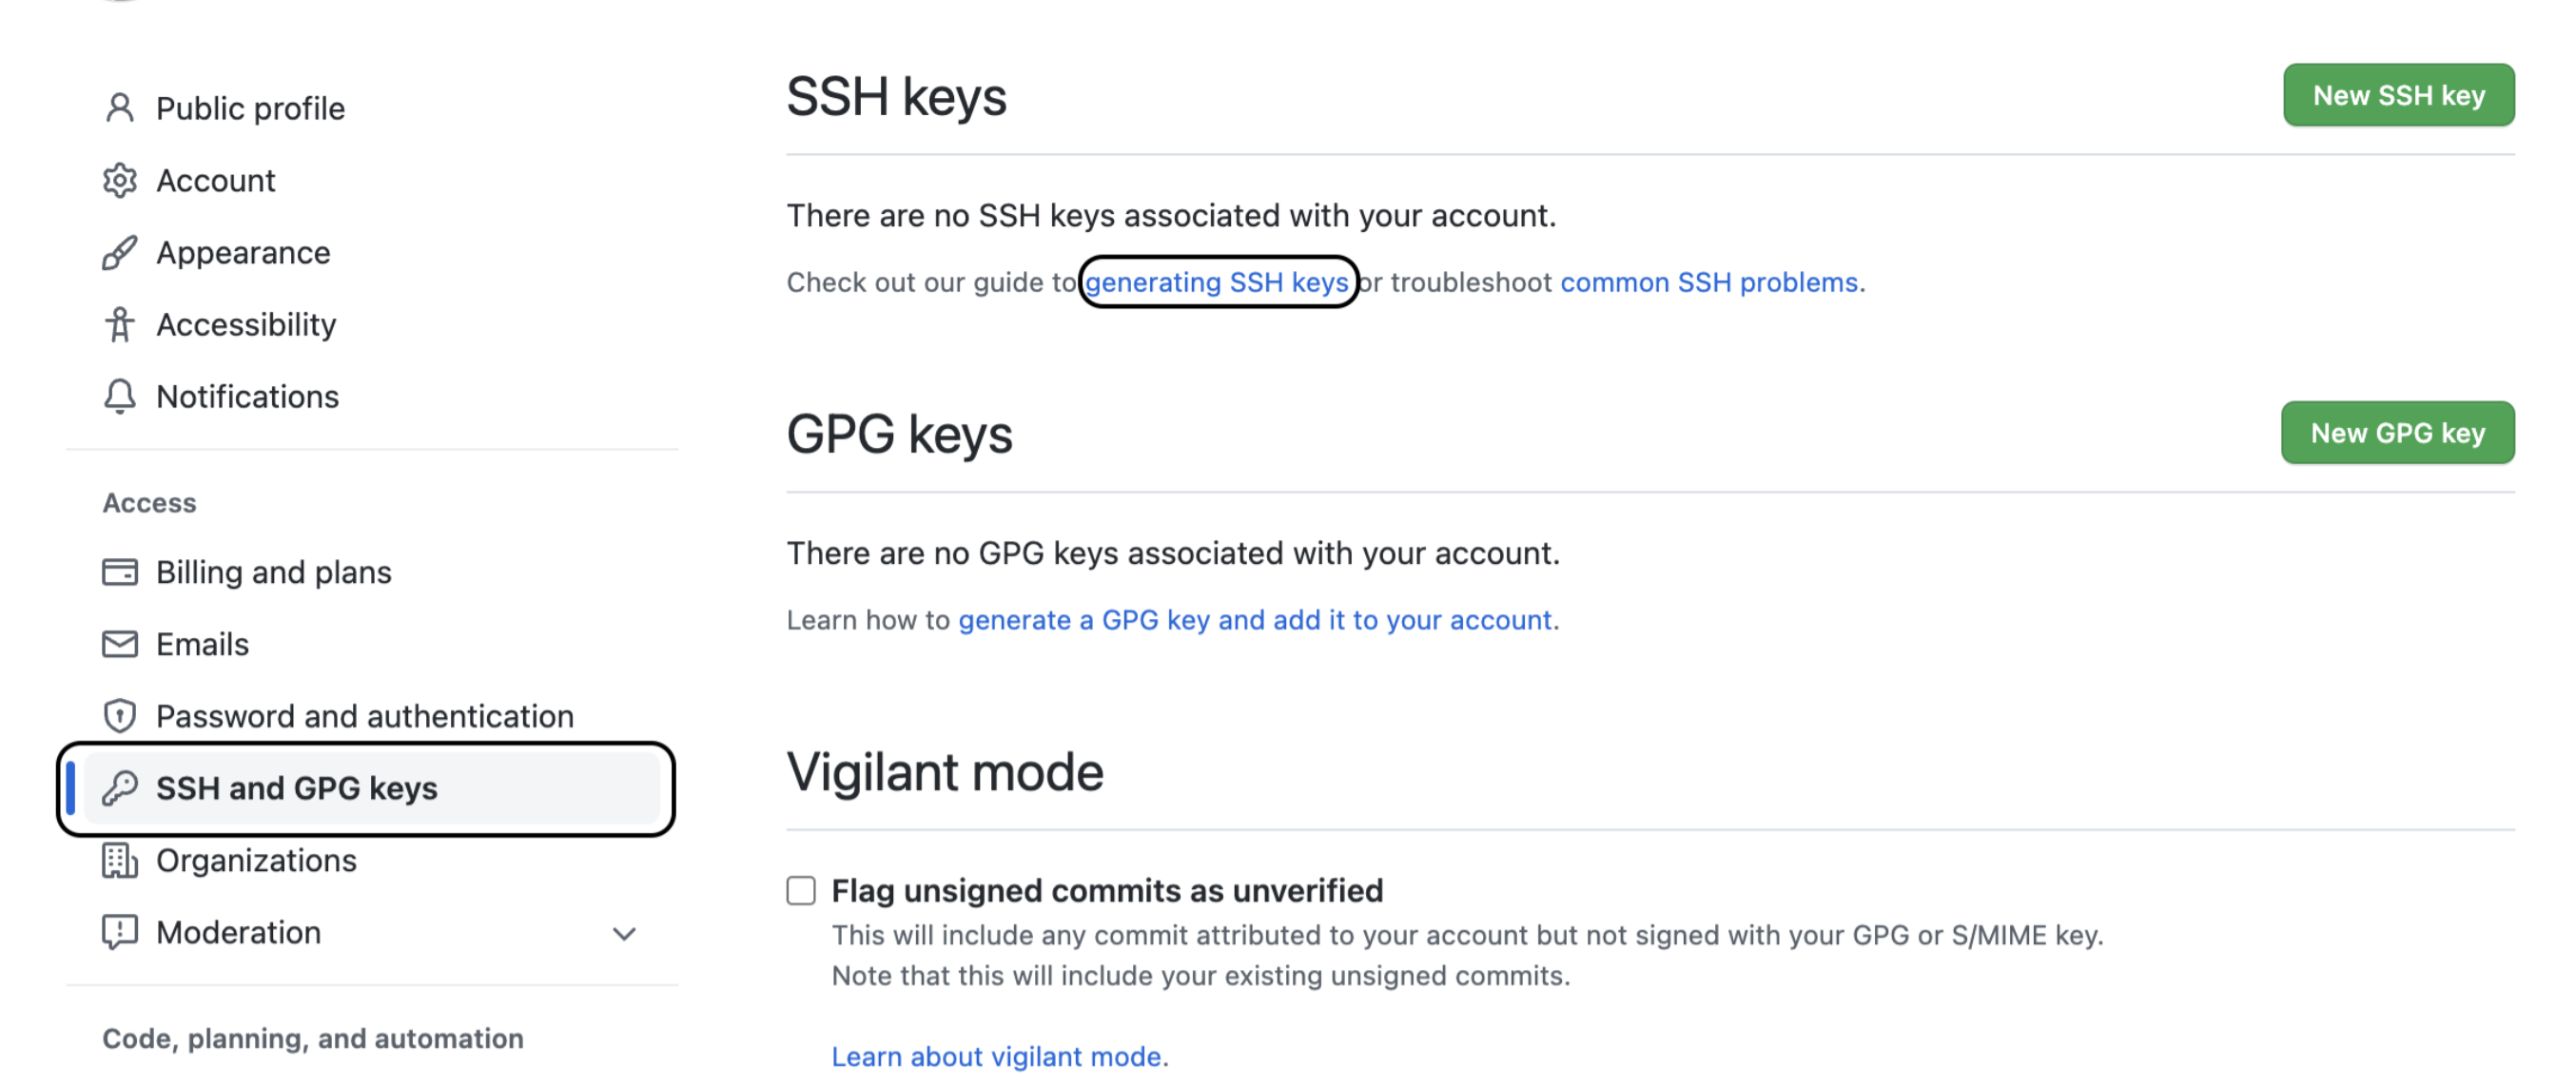 Public profile
Account
Appearance
Accessibility
Notifications
Access
Billing and plans
Emails
Password and authentication
SSH and GPG keys
Organizations
Moderation
Code, planning, and automation
SSH keys
New SSH key
There are no SSH keys associated with your account.
Check out our guide to generating SSH keys or troubleshoot common SSH problems.
GPG keys
New GPG key
There are no GPG keys associated with your account.
Learn how to generate a GPG key and add it to your account.
Vigilant mode
Flag unsigned commits as unverified
This will include any commit attributed to your account but not signed with your GPG or S/MIME key.
Note that this will include your existing unsigned commits.
Learn about vigilant mode.